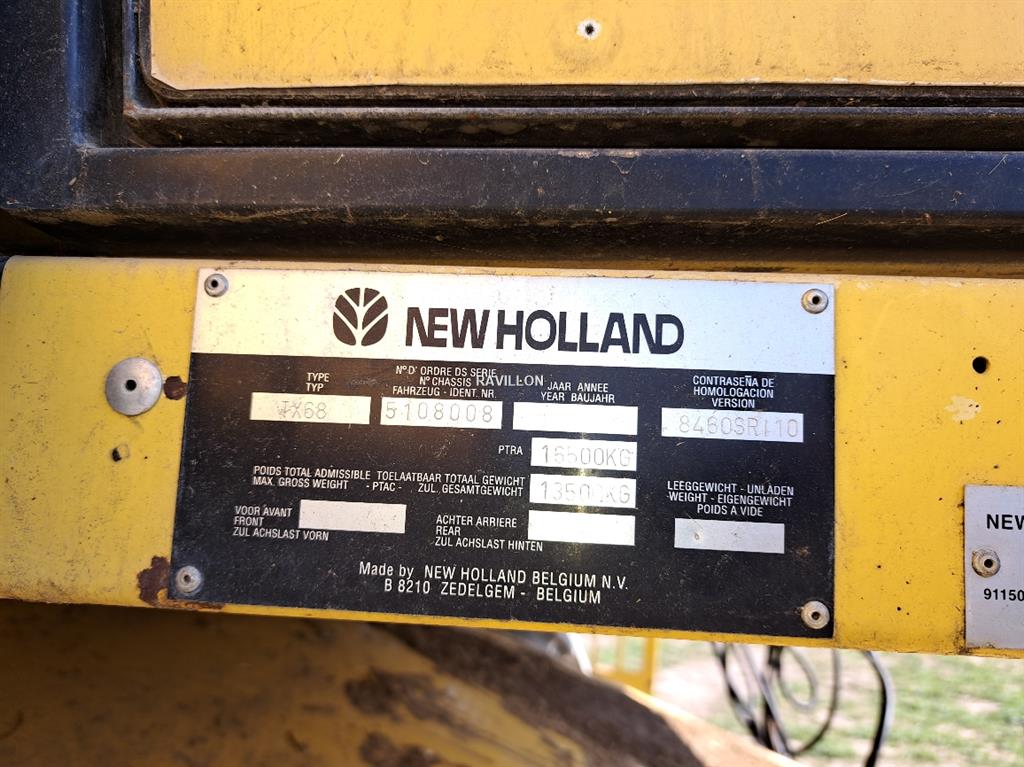 NEW HOLLAND
TYPE
TYP
N° D' ORDRE DS SERIE
N° CHASSIS
FAHRZEUG - IDENT. NR.
RAVILLON
JAAR ANNEE
YEAR BAUJAHR
CONTRASEÑA DE
HOMOLOGACION
VERSION
TX68
5108008
8460SRI10
PTRA
16500KG
POIDS TOTAL ADMISSIBLE TOELAATBAAR TOTAAL GEWICHT
MAX. GROSS WEIGHT - PTAC - ZUL. GESAMTGEWICHT
13500KG
LEEGGEWICHT - UNLADEN
WEIGHT - EIGENGEWICHT
POIDS A VIDE
VOOR AVANT
FRONT
ZUL ACHSLAST VORN
ACHTER ARRIERE
REAR
ZUL ACHSLAST HINTEN
Made by NEW HOLLAND BELGIUM N.V.
B 8210 ZEDELGEM - BELGIUM
NEW
91150